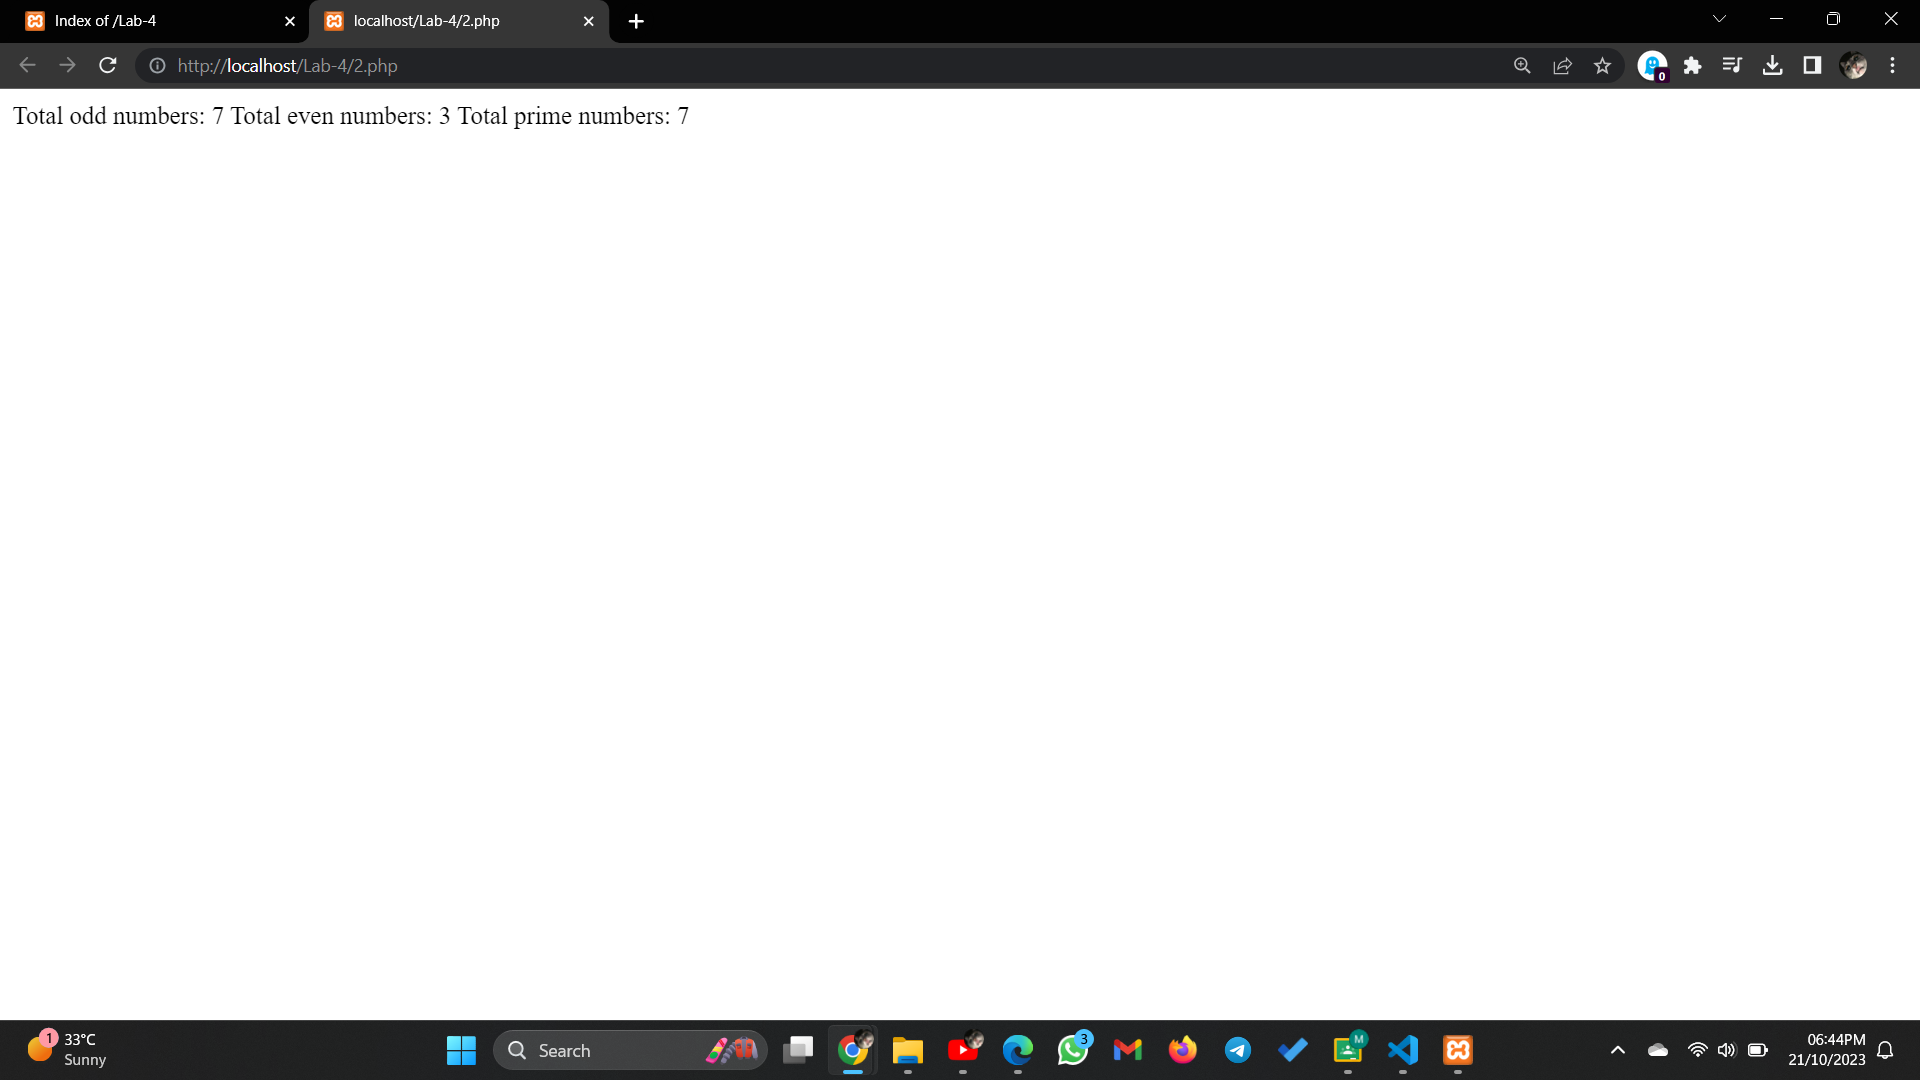 Index of /Lab-4
localhost/Lab-4/2.php
http://localhost/Lab-4/2.php
0
Total odd numbers: 7 Total even numbers: 3 Total prime numbers: 7
1
33°C
Sunny
Search
3
M
06:44PM
21/10/2023